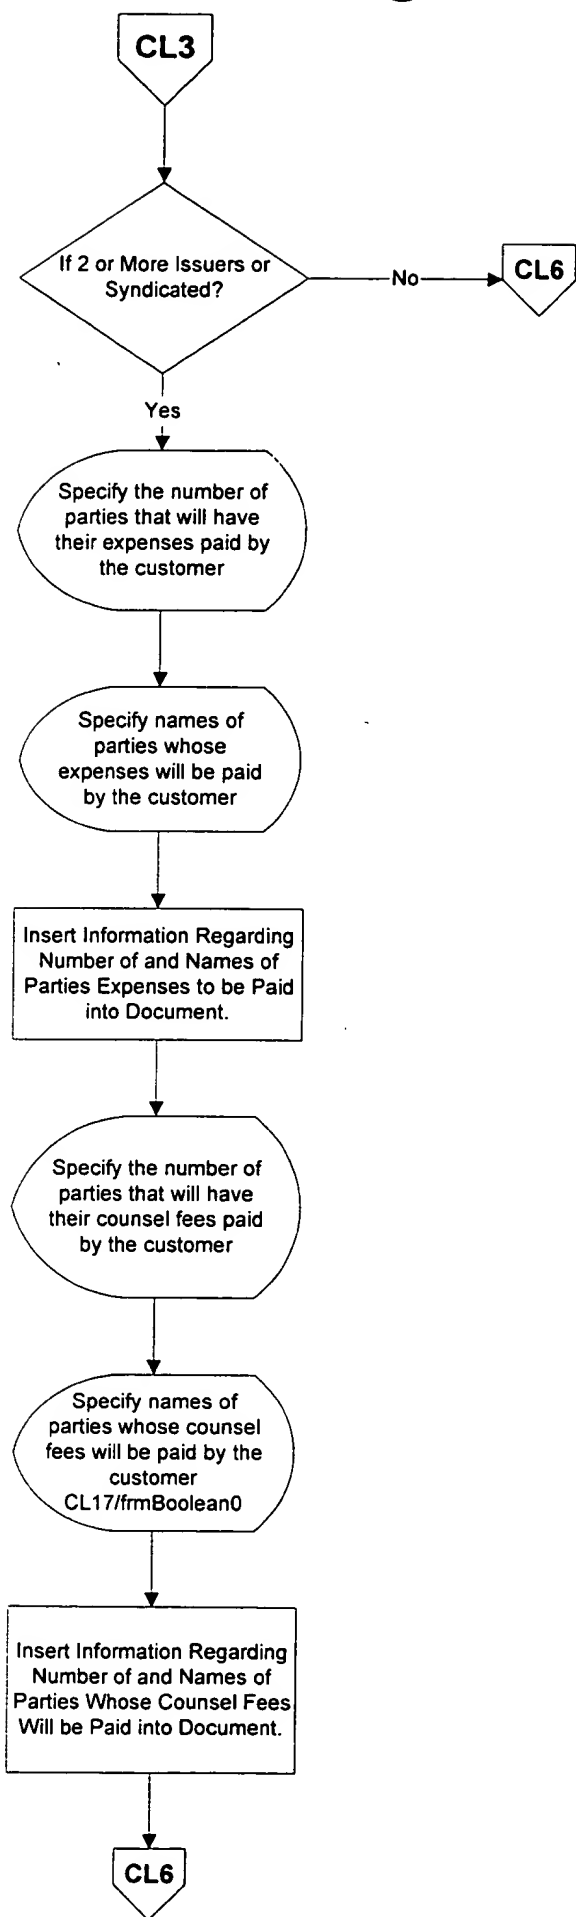 CL3
If 2 or More Issuers or
Syndicated?
No
CL6
Yes
Specify the number of
parties that will have
their expenses paid by
the customer
Specify names of
parties whose
expenses will be paid
by the customer
Insert Information Regarding
Number of and Names of
Parties Expenses to be Paid
into Document.
Specify the number of
parties that will have
their counsel fees paid
by the customer
Specify names of
parties whose counsel
fees will be paid by the
customer
CL17/frmBoolean0
Insert Information Regarding
Number of and Names of
Parties Whose Counsel Fees
Will be Paid into Document.
CL6